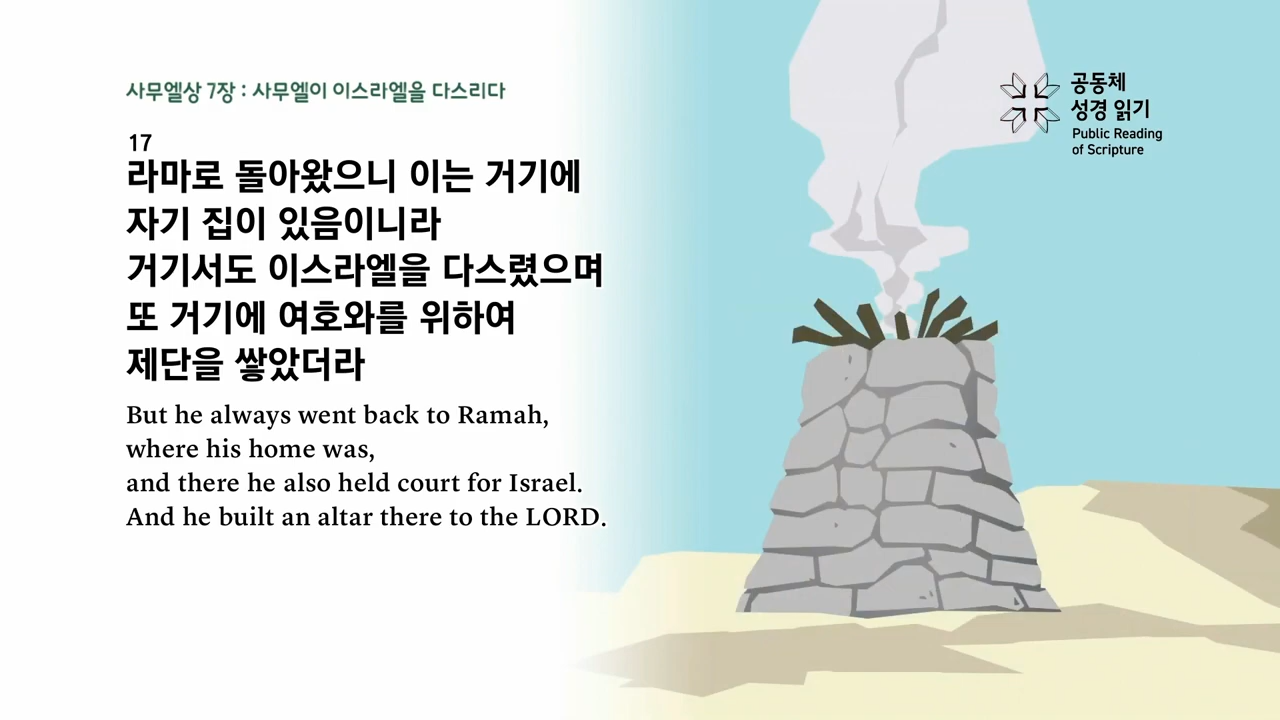 사무엘상 7장 : 사무엘이 이스라엘을 다스리다
17
라마로 돌아왔으니 이는 거기에
자기 집이 있음이니라
거기서도 이스라엘을 다스렸으며
또 거기에 여호와를 위하여
제단을 쌓았더라
But he always went back to Ramah,
where his home was,
and there he also held court for Israel.
And he built an altar there to the LORD.
공동체
성경 읽기
Public Reading
of Scripture